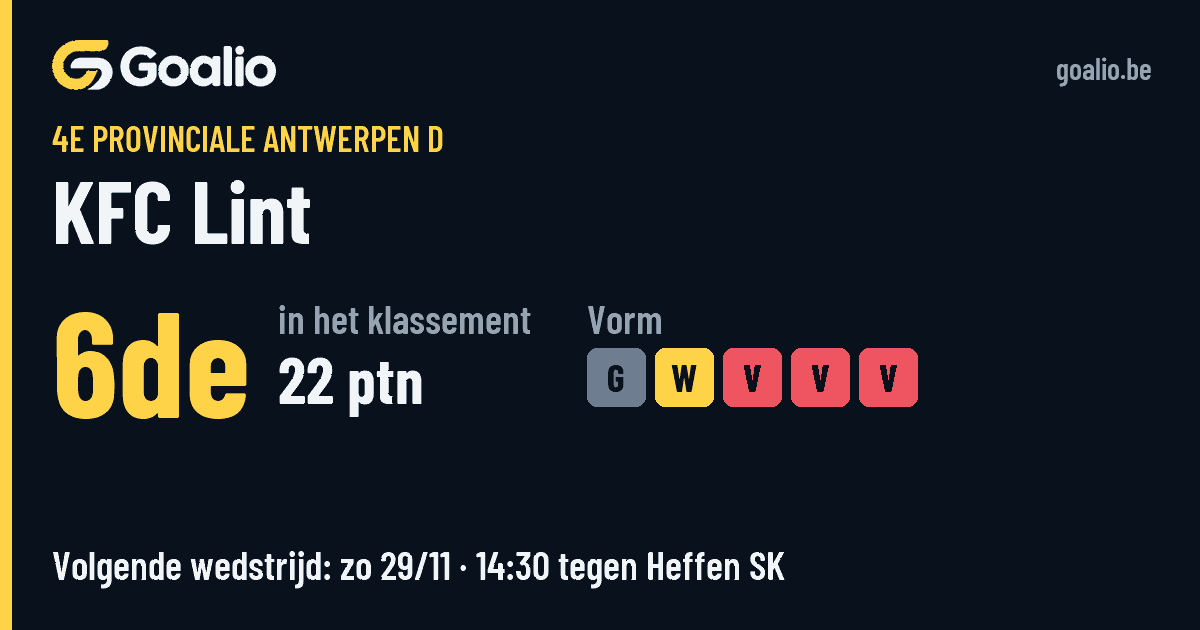 Goalio
goalio.be
4E PROVINCIALE ANTWERPEN D
KFC Lint
6de
in het klassement
22 ptn
Vorm
G W V V V
Volgende wedstrijd: zo 29/11 · 14:30 tegen Heffen SK